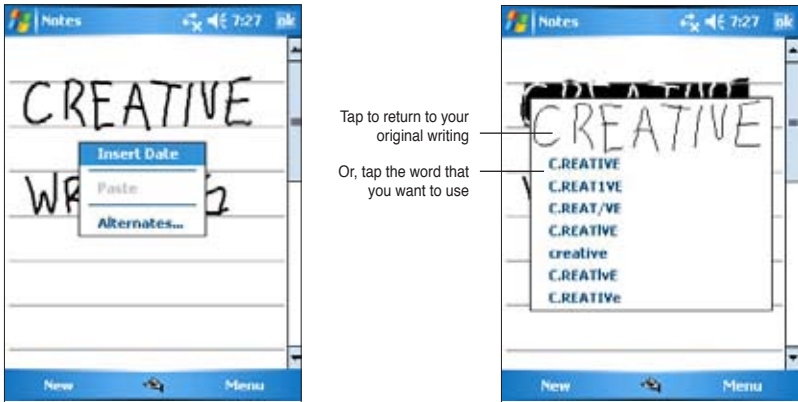 Notes 7:27 ok
CREATIVE
Insert Date
Paste
Alternates...
New Menu
Tap to return to your
original writing
Or, tap the word that
you want to use
Notes 7:27 ok
CREATIVE
C.REATIVE
C.REAT1VE
C.REAT/VE
C.REATlVE
creative
C.REATlvE
C.REATIVe
New Menu